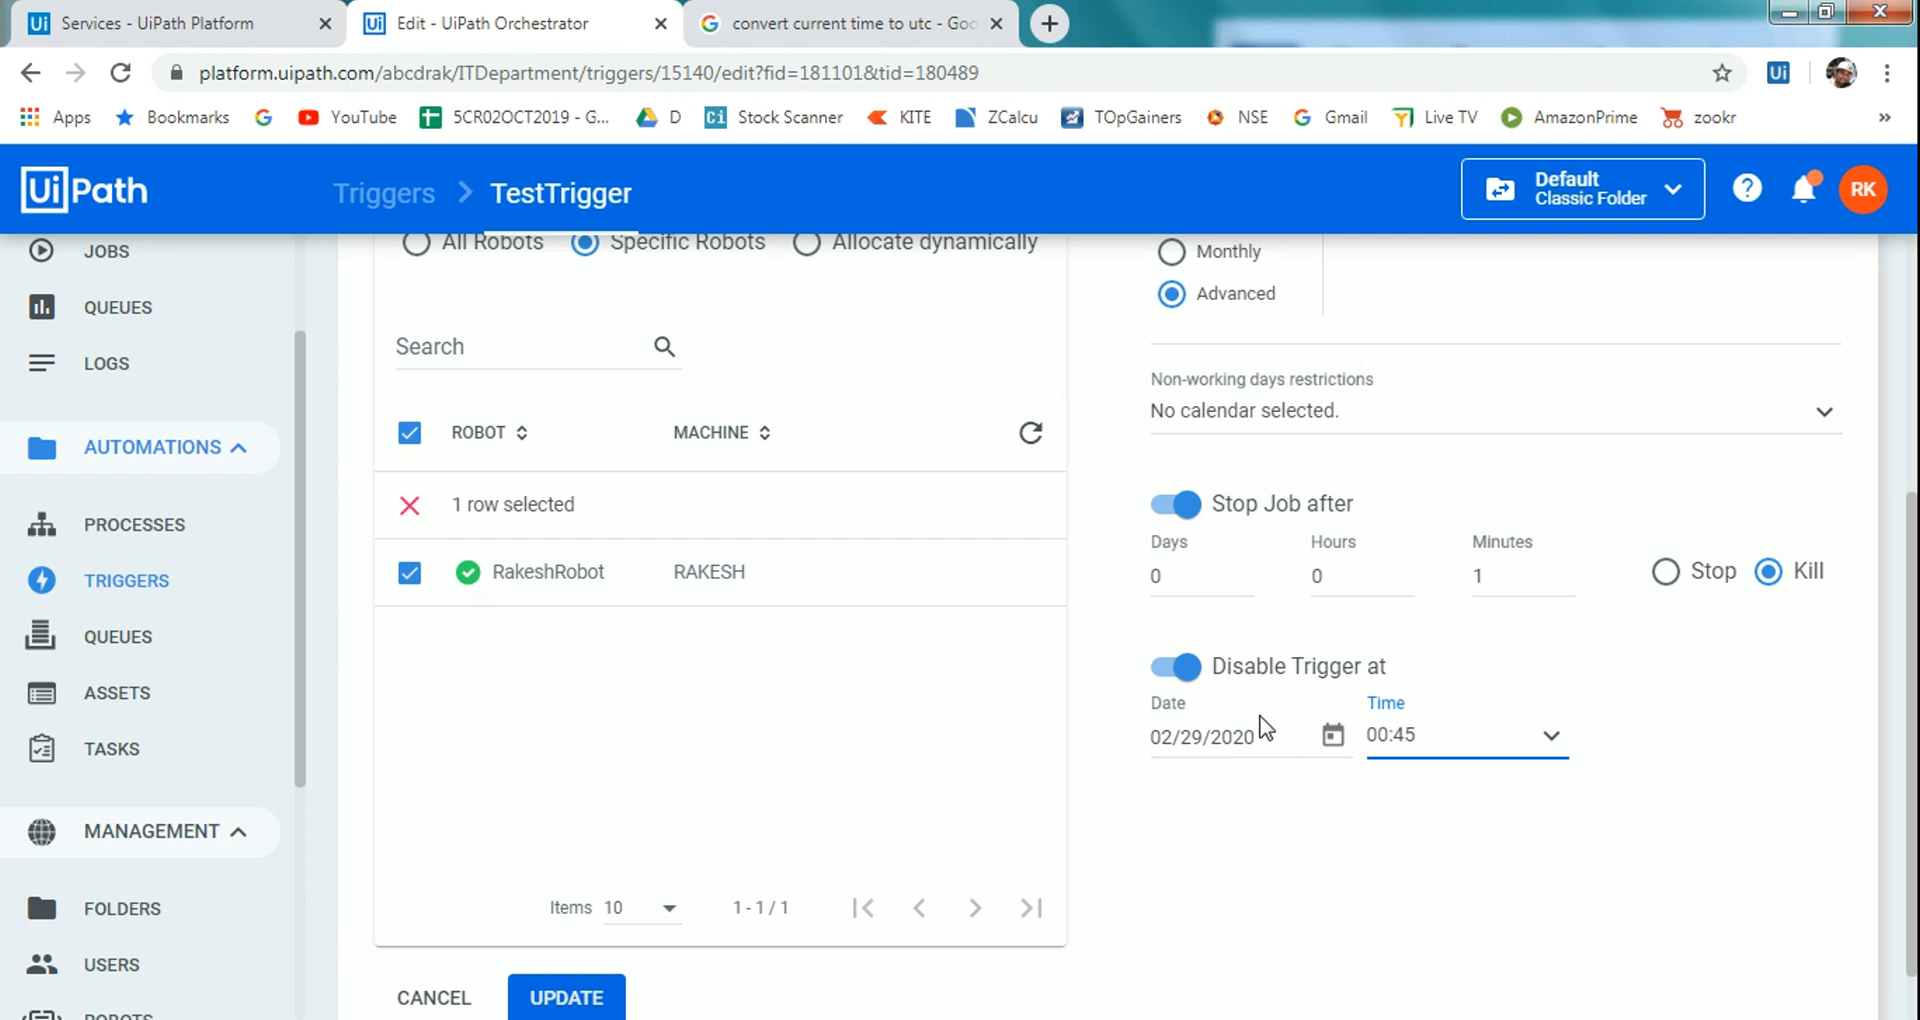 Services - UiPath Platform
Edit - UiPath Orchestrator
convert current time to utc - Goo
platform.uipath.com/abcdrak/ITDepartment/triggers/15140/edit?fid=181101&tid=180489
Apps
Bookmarks
YouTube
5CR02OCT2019 - G...
D
Stock Scanner
KITE
ZCalcu
TOpGainers
NSE
Gmail
Live TV
AmazonPrime
zookr
UiPath
Triggers > TestTrigger
Default
Classic Folder
RK
JOBS
QUEUES
LOGS
AUTOMATIONS
PROCESSES
TRIGGERS
QUEUES
ASSETS
TASKS
MANAGEMENT
FOLDERS
USERS
ROBOTS
All Robots
Specific Robots
Allocate dynamically
Search
ROBOT
MACHINE
1 row selected
RakeshRobot
RAKESH
Items 10
1 - 1 / 1
CANCEL
UPDATE
Monthly
Advanced
Non-working days restrictions
No calendar selected.
Stop Job after
Days
Hours
Minutes
0
0
1
Stop
Kill
Disable Trigger at
Date
Time
02/29/2020
00:45